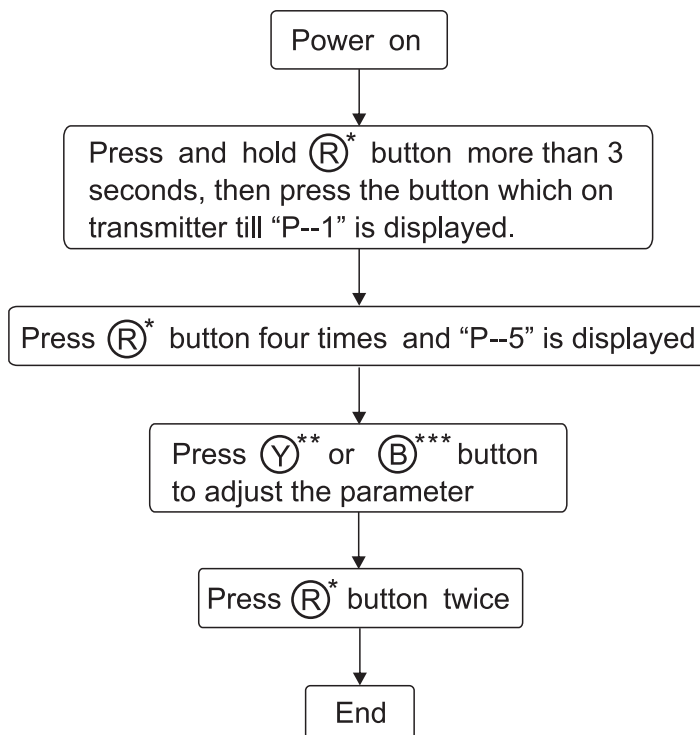 Power on
Press and hold Ⓡ* button more than 3
seconds, then press the button which on
transmitter till “P--1” is displayed.
Press Ⓡ* button four times and “P--5” is displayed
Press Ⓨ** or Ⓑ*** button
to adjust the parameter
Press Ⓡ* button twice
End